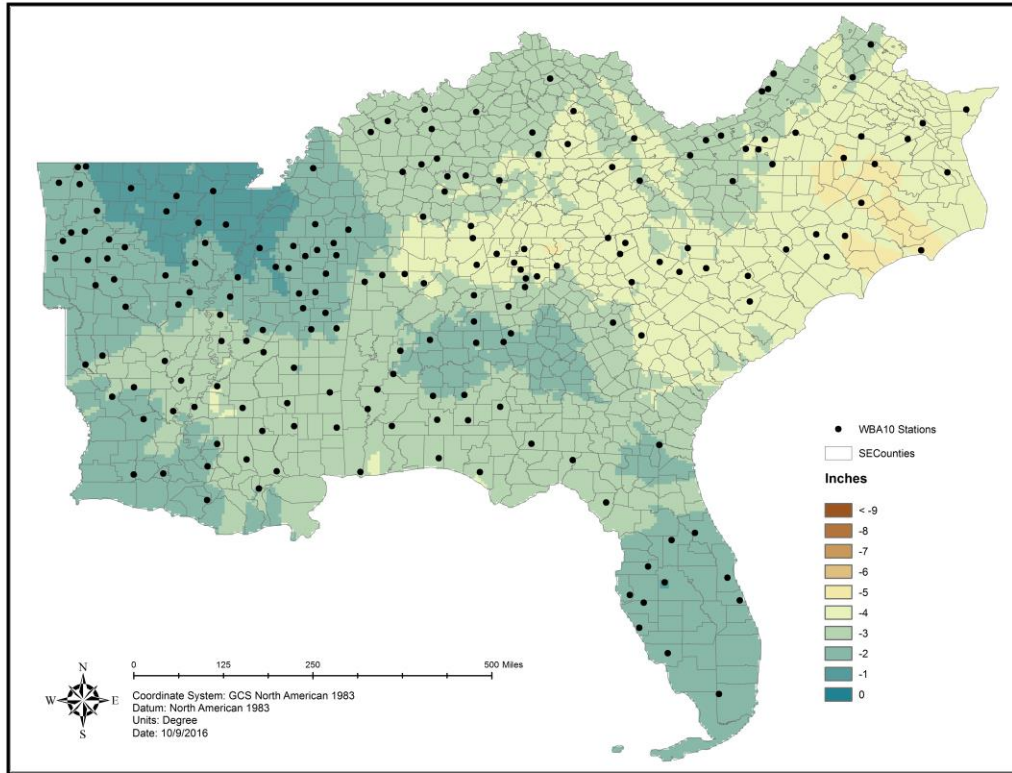 WBA10 Stations
SECounties
Inches
< -9
-8
-7
-6
-5
-4
-3
-2
-1
0
0 125 250 500 Miles
N
W E
S
Coordinate System: GCS North American 1983
Datum: North American 1983
Units: Degree
Date: 10/9/2016